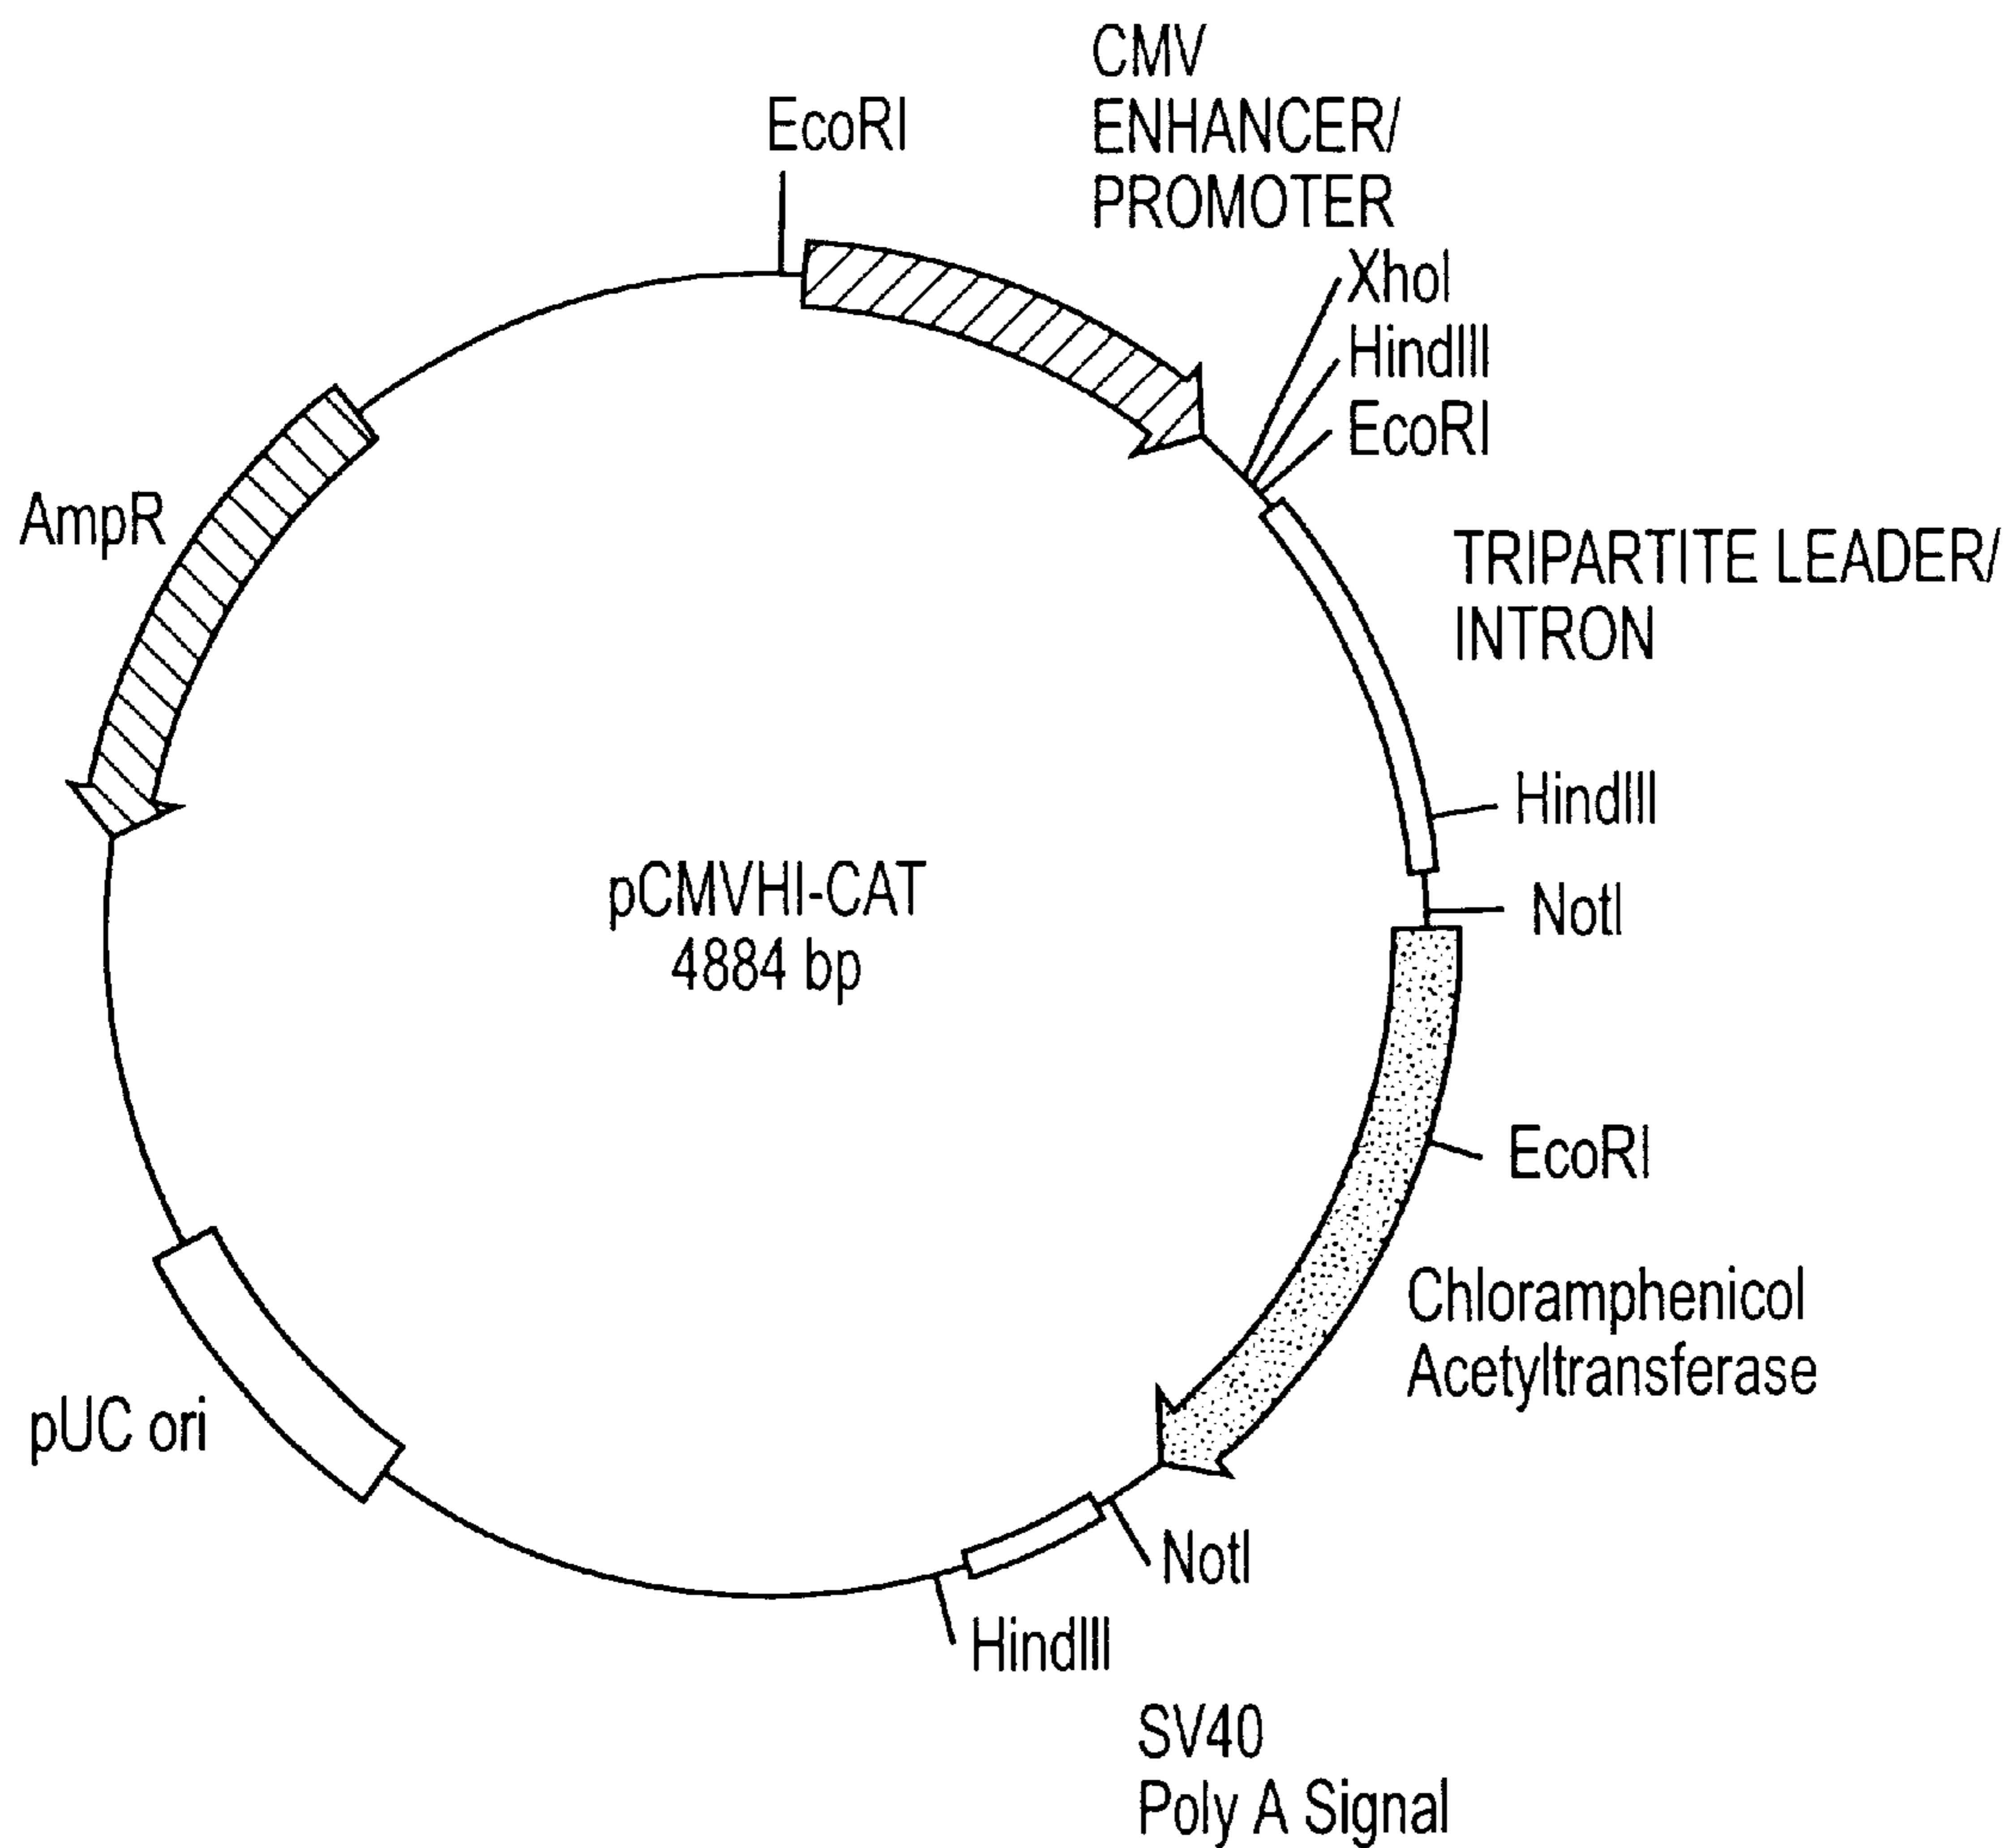 CMV
ENHANCER/
PROMOTER
EcoRI
XhoI
HindIII
EcoRI
AmpR
TRIPARTITE LEADER/
INTRON
HindIII
NotI
pCMVHI-CAT
4884 bp
EcoRI
Chloramphenicol
Acetyltransferase
pUC ori
NotI
HindIII
SV40
Poly A Signal